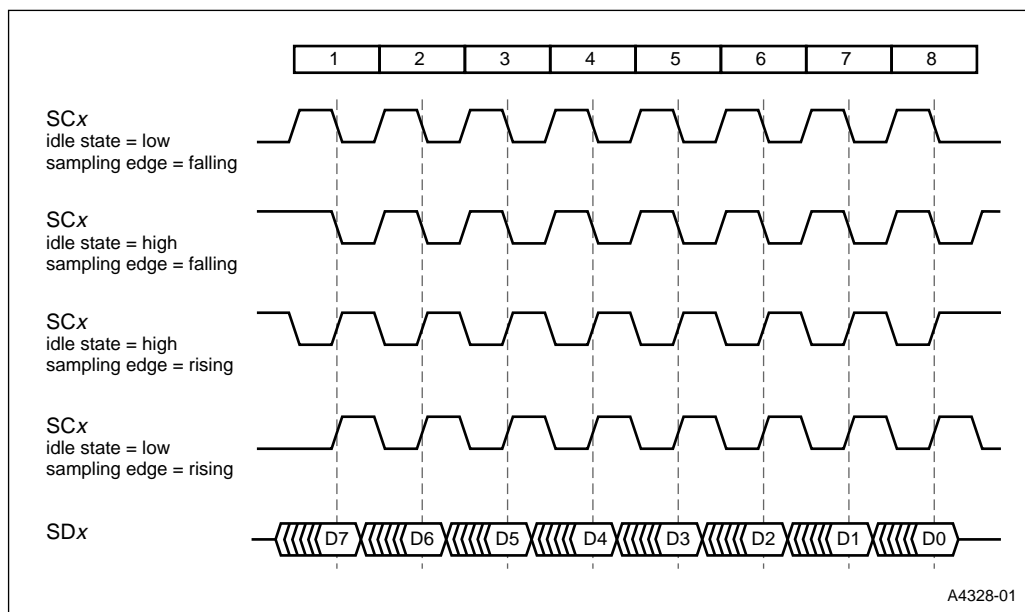 1 2 3 4 5 6 7 8
SCx
idle state = low
sampling edge = falling
SCx
idle state = high
sampling edge = falling
SCx
idle state = high
sampling edge = rising
SCx
idle state = low
sampling edge = rising
SDx
D7 D6 D5 D4 D3 D2 D1 D0
A4328-01